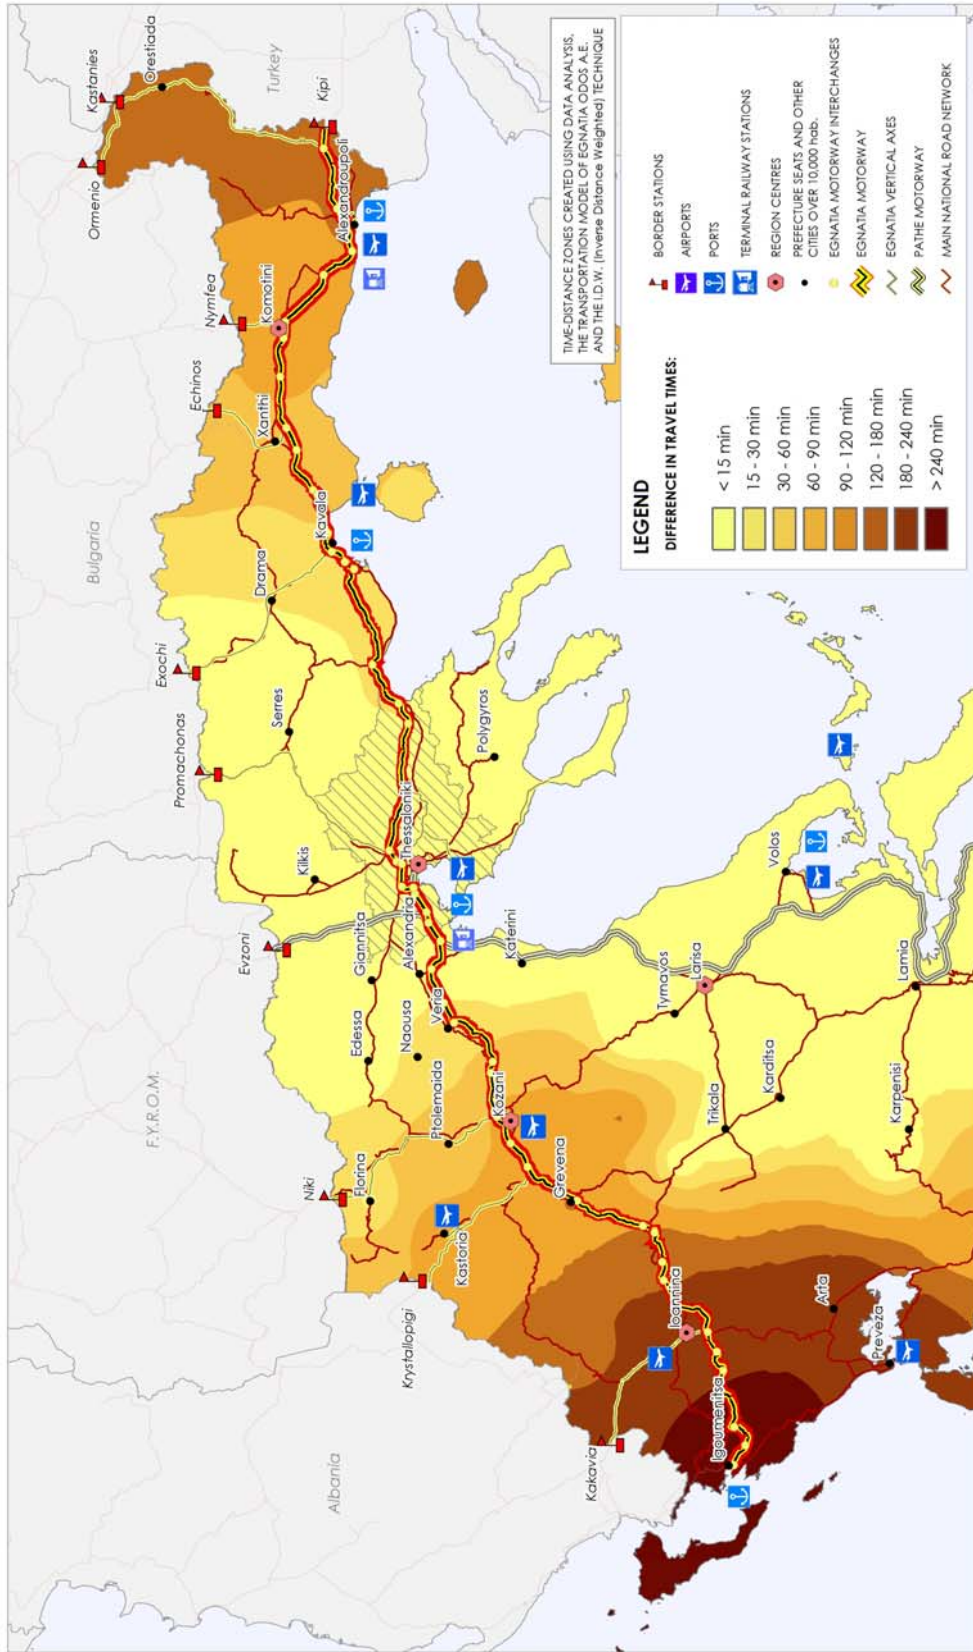 Ormenio
Kastanies
Orestiada
Turkey
Kipi
Alexandroupoli
Nymfea
Komotini
Echinos
Xanthi
Bulgaria
Kavala
Drama
Exochi
Serres
Promachonas
Polygyros
Thessaloniki
Kilkis
Evzoni
Giannitsa
Alexandria
Katerini
Edessa
Naousa
Veria
F.Y.R.O.M.
Ptolemaida
Kozani
Niki
Florina
Grevena
Kastoria
Krystallopigi
Tyrnavos
Larisa
Volos
Lamia
Trikala
Karditsa
Karpenisi
Ioannina
Arta
Preveza
Igoumenitsa
Kakavia
Albania
TIME-DISTANCE ZONES CREATED USING DATA ANALYSIS,
THE TRANSPORTATION MODEL OF EGNATIA ODOS A.E.
AND THE I.D.W. (Inverse Distance Weighted) TECHNIQUE
LEGEND
DIFFERENCE IN TRAVEL TIMES:
< 15 min
15 - 30 min
30 - 60 min
60 - 90 min
90 - 120 min
120 - 180 min
180 - 240 min
> 240 min
BORDER STATIONS
AIRPORTS
PORTS
TERMINAL RAILWAY STATIONS
REGION CENTRES
PREFECTURE SEATS AND OTHER
CITIES OVER 10,000 hab.
EGNATIA MOTORWAY INTERCHANGES
EGNATIA MOTORWAY
EGNATIA VERTICAL AXES
PATHE MOTORWAY
MAIN NATIONAL ROAD NETWORK